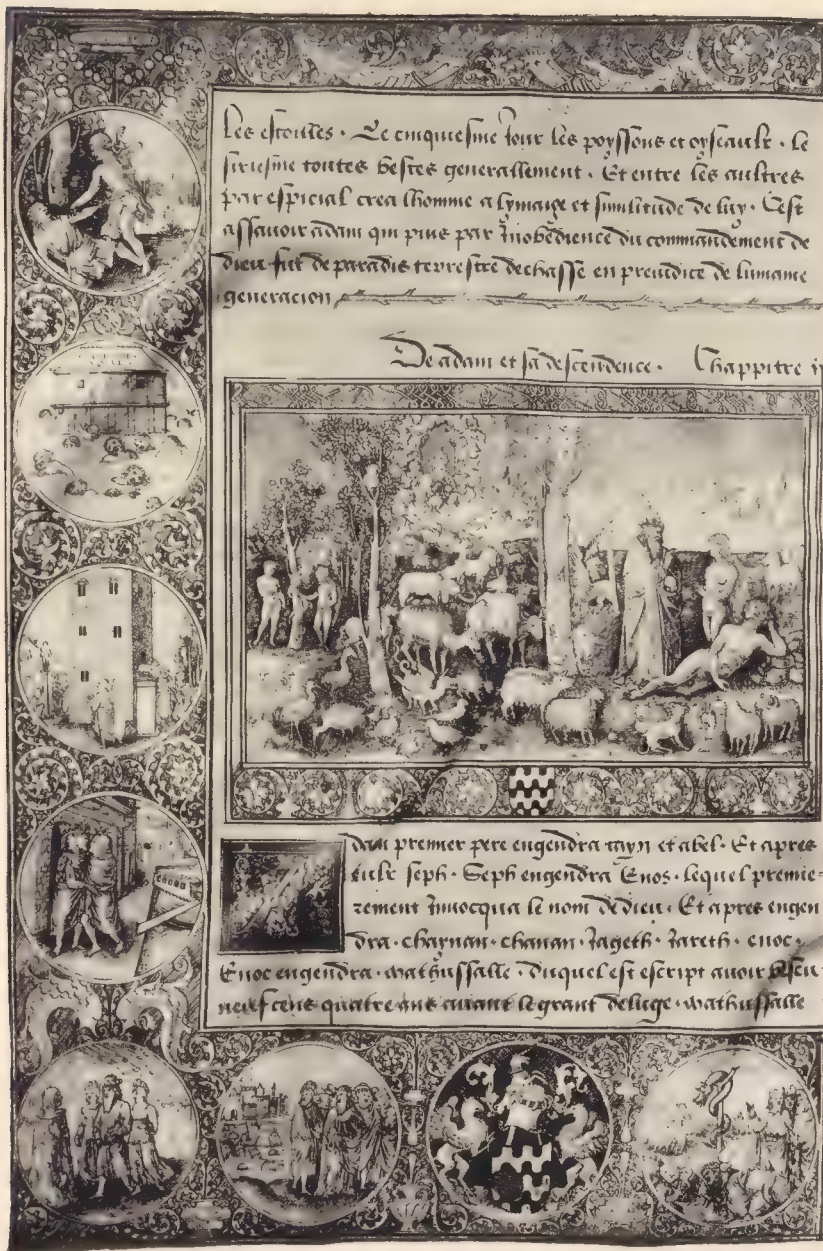 les estoilles · Le cinquiesme Jour les poyssons et oyseaulx · le
sixiesme toutes bestes generallement · Et entre les aultres
par espicial crea lhomme a lymaige et similitude de luy · Cest
assauoir adam qui puis par Inobedience du commandement de
dieu fut de paradis terrestre dechasse en preiudice de lumaine
generacion
De adam et sa descendence · Chappitre ij
dam premier pere engendra cayn et abel · Et apres
eulx seph · Seph engendra Enos · lequel premie=
rement Inuocqua le nom de dieu · Et apres engen
dra · chaynan · chanan · Jageth · Jareth · enoc ·
Enoc engendra · mathussalle · duquel est escript auoir vescu
neuf cens quatre ans auant le grant deluge · mathussalle